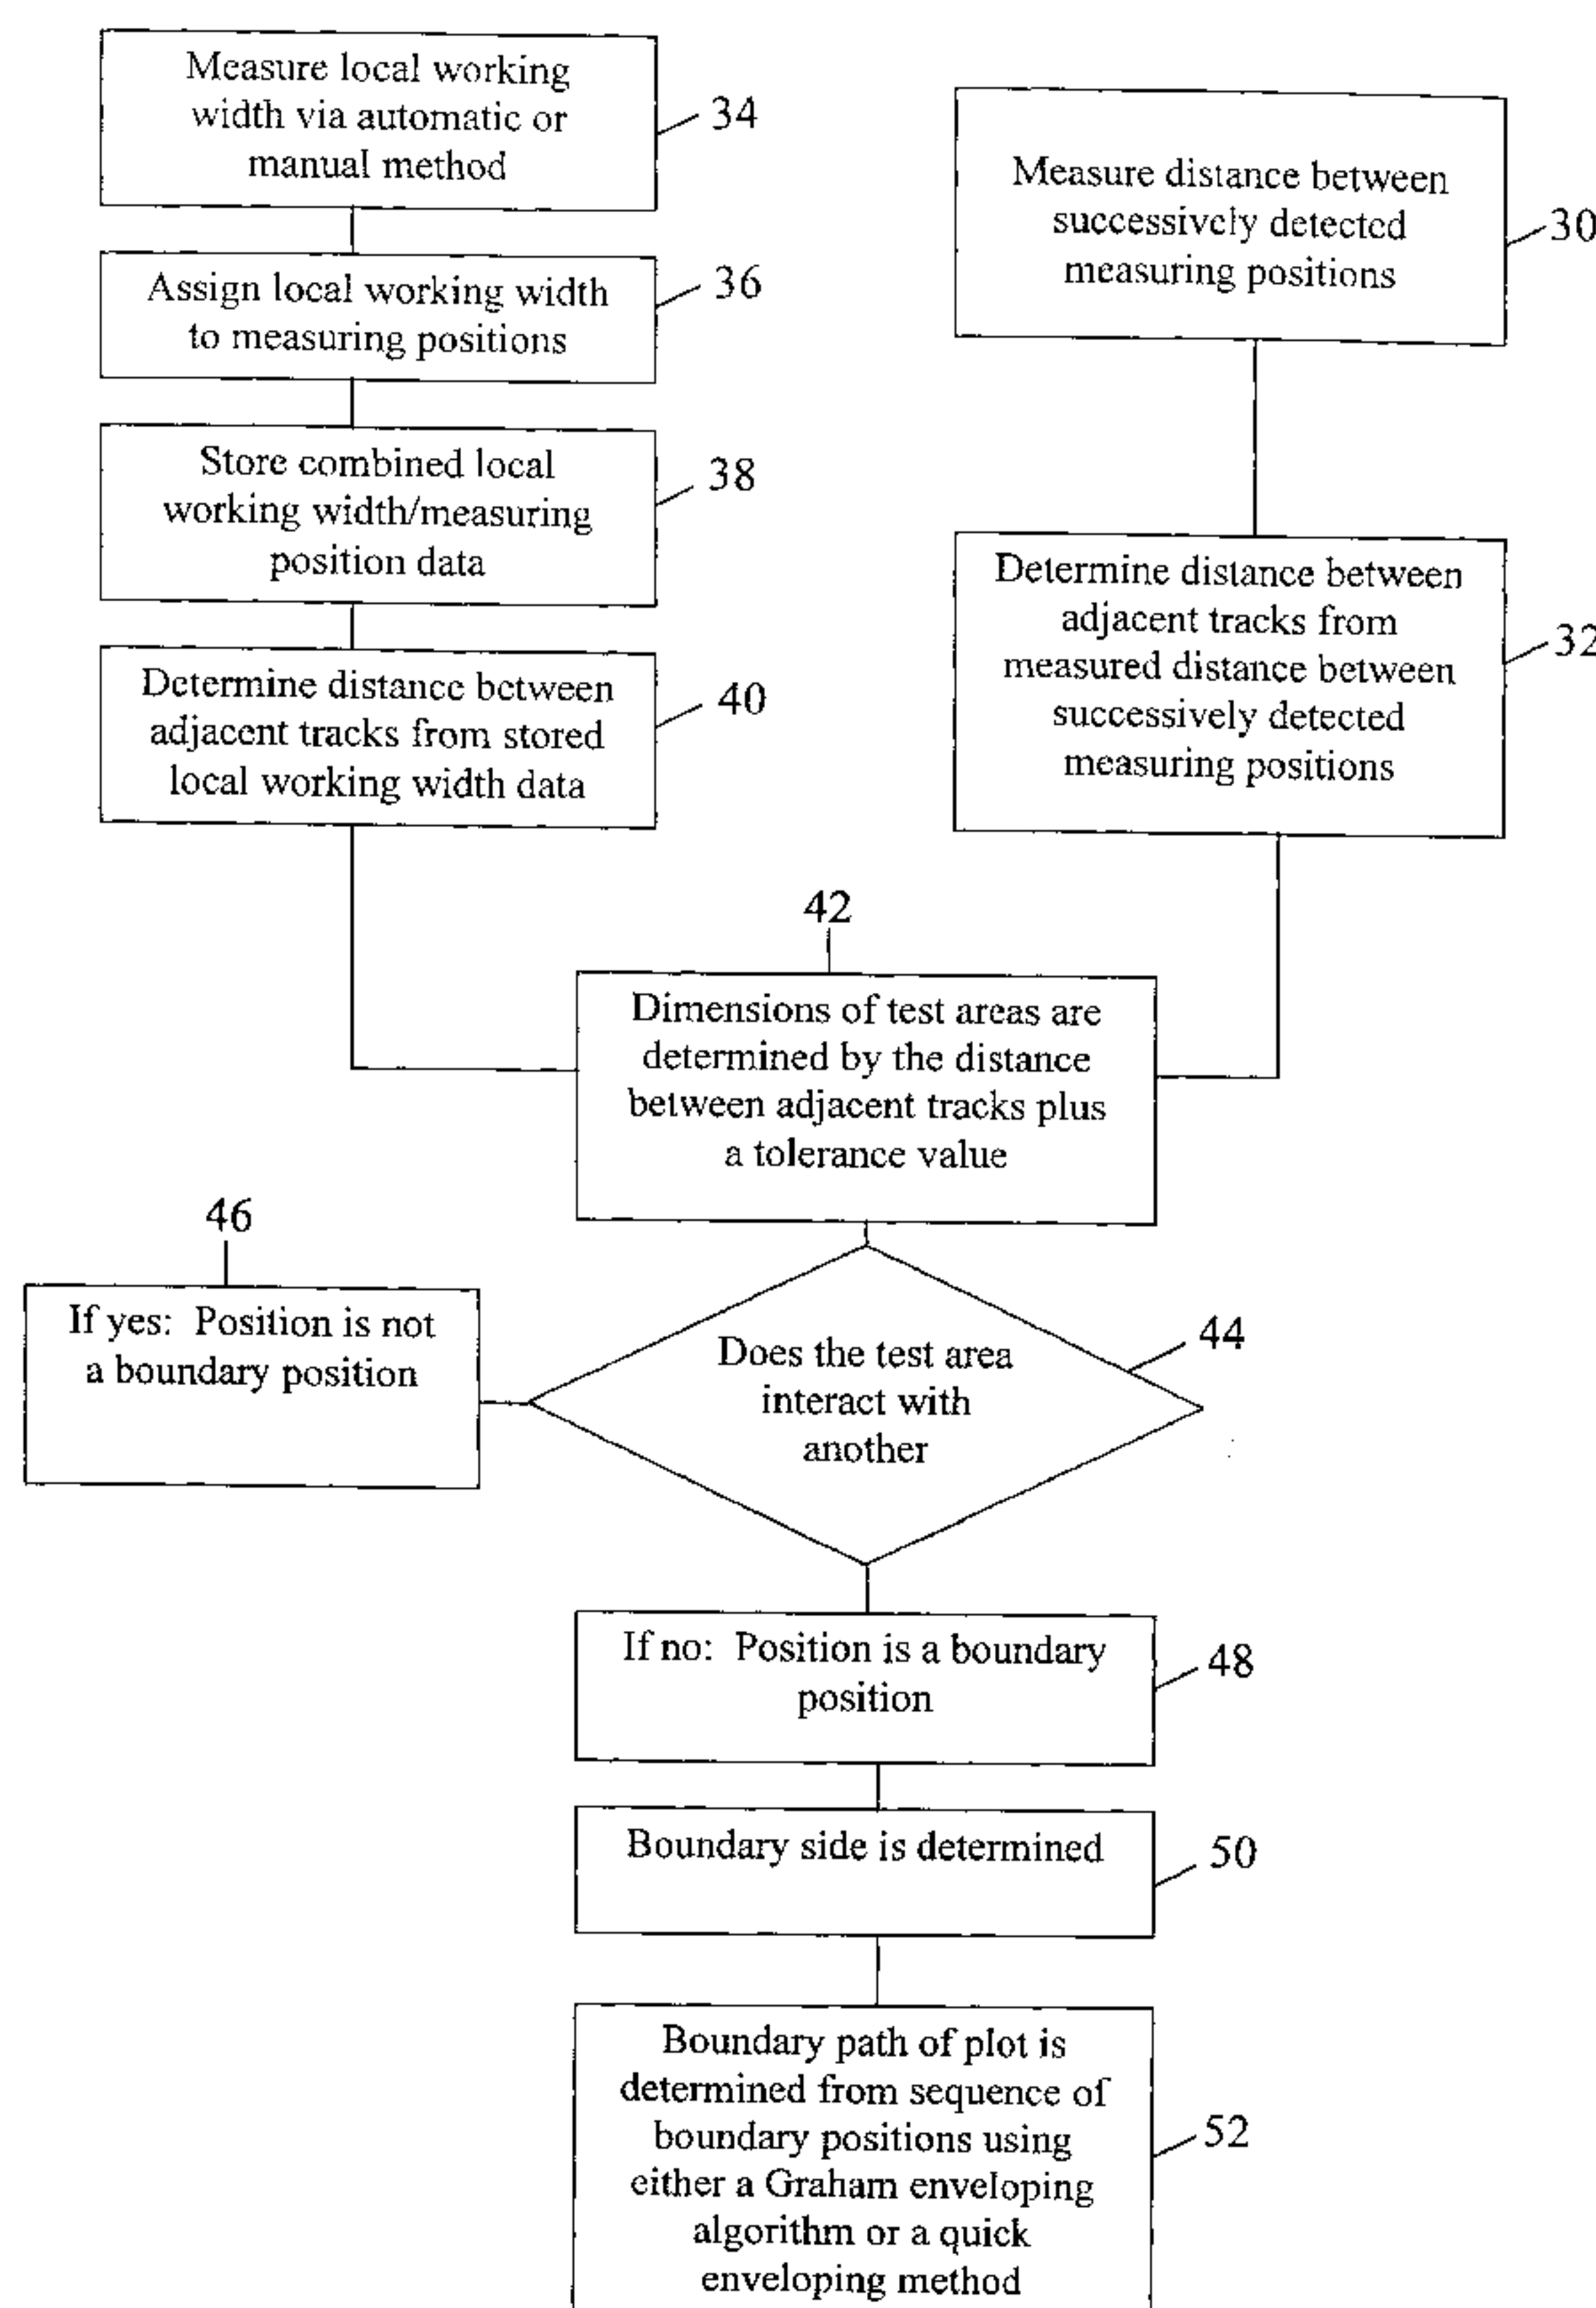 Measure local working
width via automatic or
manual method
34
Assign local working width
to measuring positions
36
Store combined local
working width/measuring
position data
38
Determine distance between
adjacent tracks from stored
local working width data
40
Measure distance between
successively detected
measuring positions
30
Determine distance between
adjacent tracks from
measured distance between
successively detected
measuring positions
32
42
Dimensions of test areas are
determined by the distance
between adjacent tracks plus
a tolerance value
46
If yes: Position is not
a boundary position
Does the test area
interact with
another
44
If no: Position is a boundary
position
48
Boundary side is determined
50
Boundary path of plot is
determined from sequence of
boundary positions using
either a Graham enveloping
algorithm or a quick
enveloping method
52